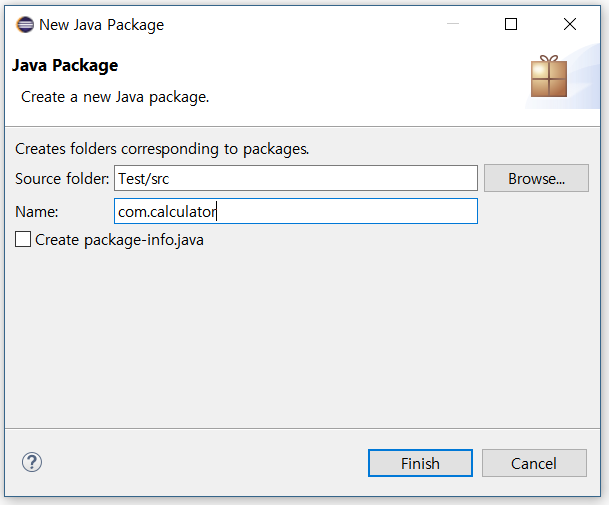 New Java Package
Java Package
Create a new Java package.
Creates folders corresponding to packages.
Source folder: Test/src Browse...
Name: com.calculator
Create package-info.java
? Finish Cancel